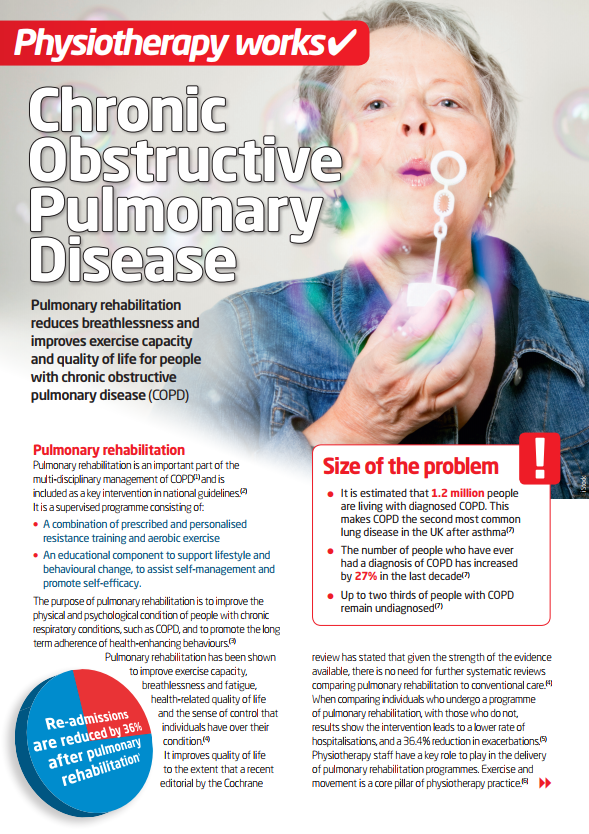 Physiotherapy works✓
Chronic
Obstructive
Pulmonary
Disease
Pulmonary rehabilitation
reduces breathlessness and
improves exercise capacity
and quality of life for people
with chronic obstructive
pulmonary disease (COPD)
Pulmonary rehabilitation
Pulmonary rehabilitation is an important part of the
multi-disciplinary management of COPD(1) and is
included as a key intervention in national guidelines.(2)
It is a supervised programme consisting of:
• A combination of prescribed and personalised
resistance training and aerobic exercise
• An educational component to support lifestyle and
behavioural change, to assist self-management and
promote self-efficacy.
The purpose of pulmonary rehabilitation is to improve the
physical and psychological condition of people with chronic
respiratory conditions, such as COPD, and to promote the long
term adherence of health-enhancing behaviours.(3)
Pulmonary rehabilitation has been shown
to improve exercise capacity,
breathlessness and fatigue,
health-related quality of life
and the sense of control that
individuals have over their
condition.(4)
It improves quality of life
to the extent that a recent
editorial by the Cochrane
Re-admissions
are reduced by 36%
after pulmonary
rehabilitation
!
Size of the problem
• It is estimated that 1.2 million people
are living with diagnosed COPD. This
makes COPD the second most common
lung disease in the UK after asthma(7)
• The number of people who have ever
had a diagnosis of COPD has increased
by 27% in the last decade(7)
• Up to two thirds of people with COPD
remain undiagnosed(7)
iStock
review has stated that given the strength of the evidence
available, there is no need for further systematic reviews
comparing pulmonary rehabilitation to conventional care.(4)
When comparing individuals who undergo a programme
of pulmonary rehabilitation, with those who do not,
results show the intervention leads to a lower rate of
hospitalisations, and a 36.4% reduction in exacerbations.(5)
Physiotherapy staff have a key role to play in the delivery
of pulmonary rehabilitation programmes. Exercise and
movement is a core pillar of physiotherapy practice.(6)